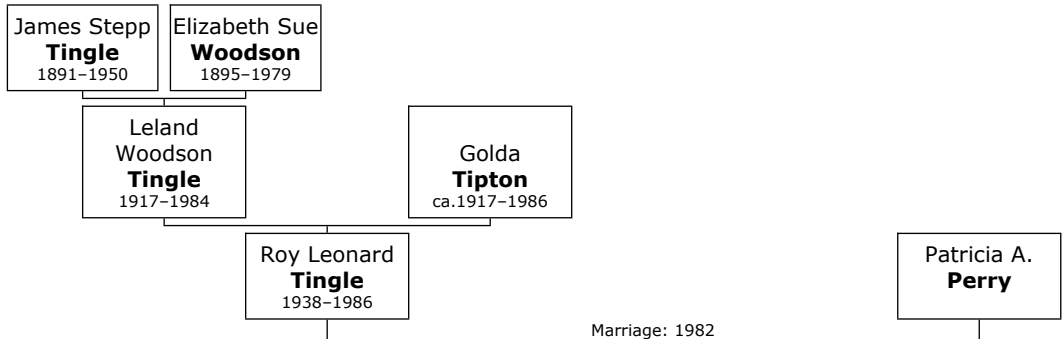 James Stepp
Tingle
1891–1950
Elizabeth Sue
Woodson
1895–1979
Leland
Woodson
Tingle
1917–1984
Golda
Tipton
ca.1917–1986
Roy Leonard
Tingle
1938–1986
Patricia A.
Perry
Marriage: 1982